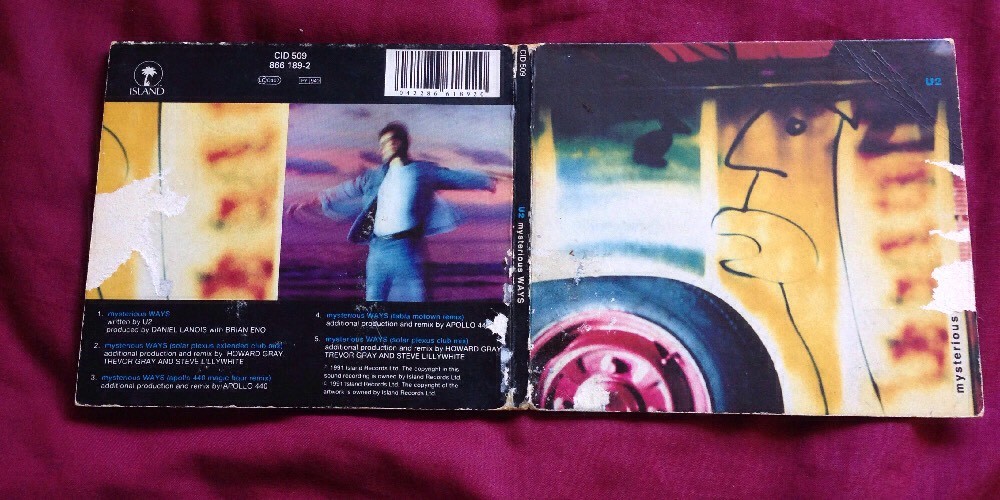 CID 509
866 189-2
ISLAND
0 42286 61892
1. mysterious WAYS
written by U2
produced by DANIEL LANOIS with BRIAN ENO
2. mysterious WAYS (solar plexus extended club mix)
additional production and remix by HOWARD GRAY
TREVOR GRAY AND STEVE LILLYWHITE
3. mysterious WAYS (apollo 440 magic hour remix)
additional production and remix by APOLLO 440
4. mysterious WAYS (tabla motown remix)
additional production and remix by APOLLO 44
5. mysterious WAYS (solar plexus club mix)
additional production and remix by HOWARD GRAY
TREVOR GRAY AND STEVE LILLYWHITE
℗ 1991 Island Records Ltd. The copyright in this
sound recording is owned by Island Records Ltd.
© 1991 Island Records Ltd. The copyright of the
artwork is owned by Island Records Ltd.
CID 509
U2 mysterious WAYS
U2
mysterious